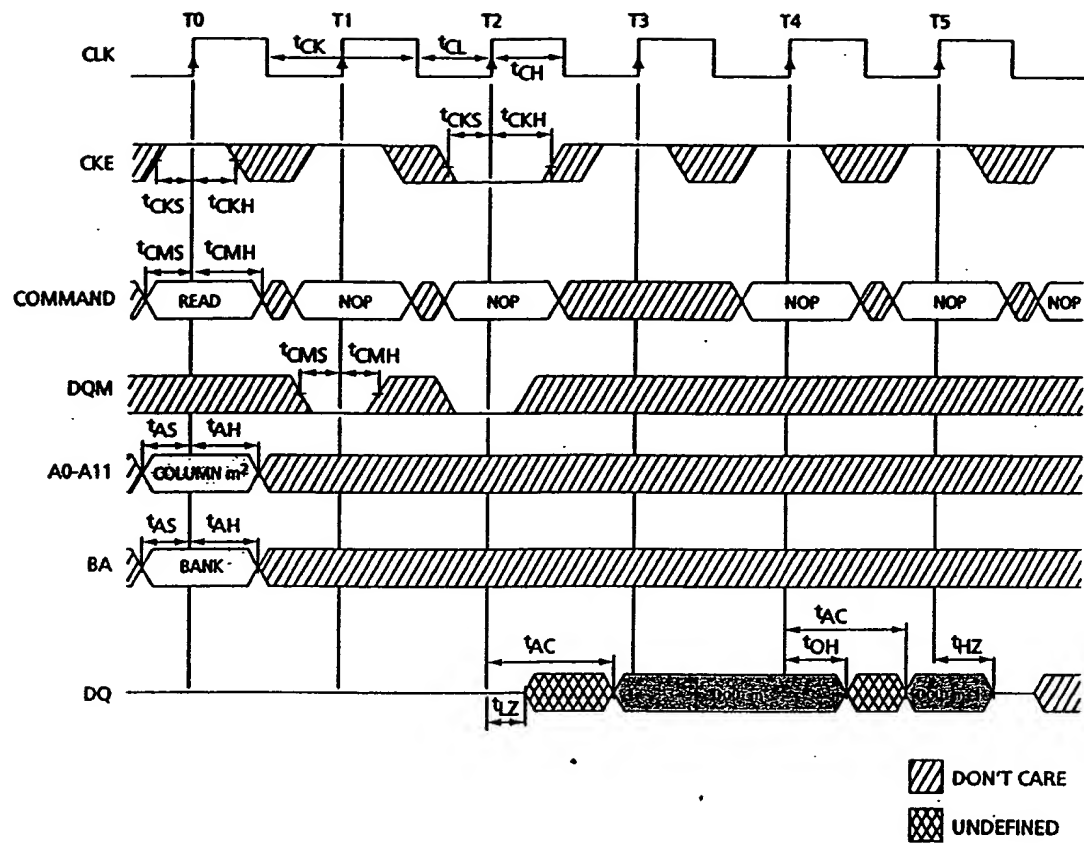 T0 T1 T2 T3 T4 T5
CLK
tCK tCL
tCH
tCKS tCKH
CKE
tCKS tCKH
tCMS tCMH
COMMAND READ NOP NOP NOP NOP NOP
tCMS tCMH
DQM
tAS tAH
A0-A11 COLUMN m2
tAS tAH
BA BANK
tAC tAC
tOH tHZ
DQ
tLZ
DON'T CARE
UNDEFINED